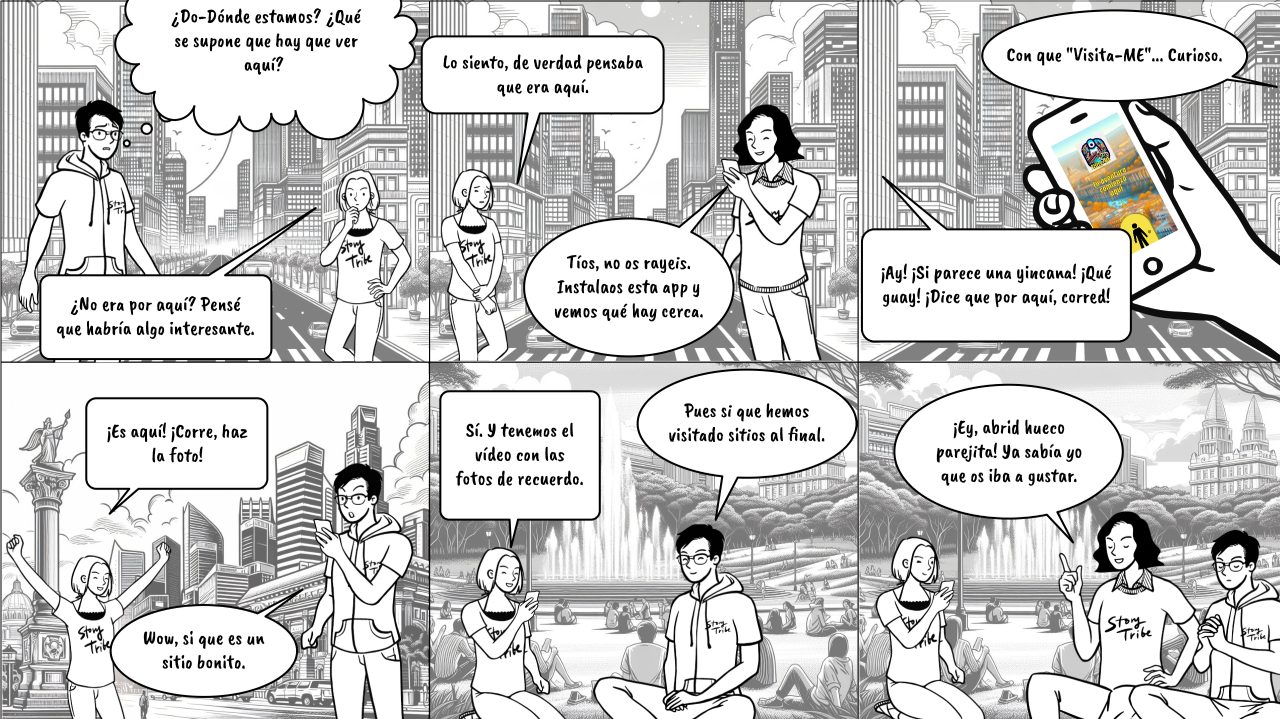 ¿Do-Dónde estamos? ¿Qué
se supone que hay que ver
aquí?
¿No era por aquí? Pensé
que habría algo interesante.
Story
Tribe
Lo siento, de verdad pensaba
que era aquí.
Tíos, no os rayeis.
Instalaos esta app y
vemos qué hay cerca.
Story
Tribe
Con que "Visita-ME"... Curioso.
tu aventura
comienza
aquí
¡Ay! ¡Si parece una yincana! ¡Qué
guay! ¡Dice que por aquí, corred!
¡Es aquí! ¡Corre, haz
la foto!
Wow, si que es un
sitio bonito.
Story
Sí. Y tenemos el
vídeo con las
fotos de recuerdo.
Pues si que hemos
visitado sitios al final.
Story
Tribe
¡Ey, abrid hueco
parejita! Ya sabía yo
que os iba a gustar.
Story
Tribe
Story
Tribe